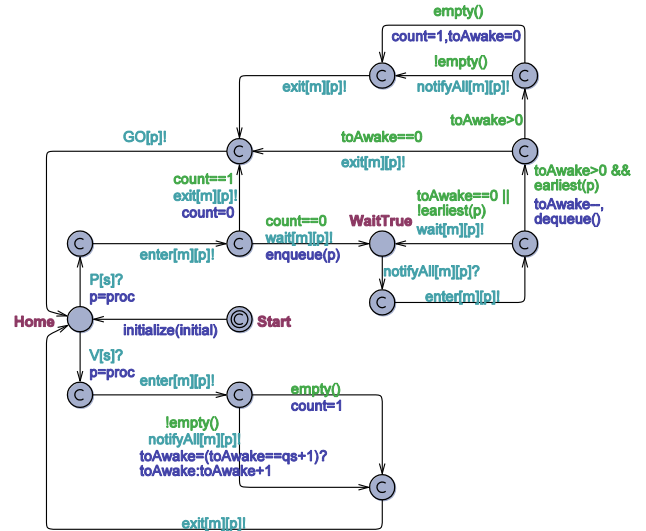 empty()
count=1,toAwake=0
!empty()
exit[m][p]!
notifyAll[m][p]!
toAwake>0
GO[p]!
toAwake==0
exit[m][p]!
toAwake>0 &&
earliest(p)
toAwake--,
dequeue()
count==1
exit[m][p]!
count=0
toAwake==0 ||
!earliest(p)
wait[m][p]!
count==0
wait[m][p]!
enqueue(p)
WaitTrue
enter[m][p]!
notifyAll[m][p]?
P[s]?
p=proc
enter[m][p]!
Home
Start
initialize(initial)
V[s]?
p=proc
enter[m][p]!
empty()
count=1
!empty()
notifyAll[m][p]!
toAwake=(toAwake==qs+1)?
toAwake:toAwake+1
exit[m][p]!
C
C
C
C
C
C
C
C
C
C
C
C